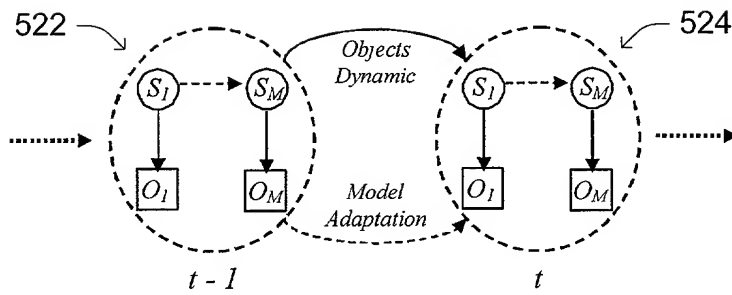 522
524
Objects
Dynamic
S1 SM S1 SM
O1 OM O1 OM
Model
Adaptation
t - 1
t